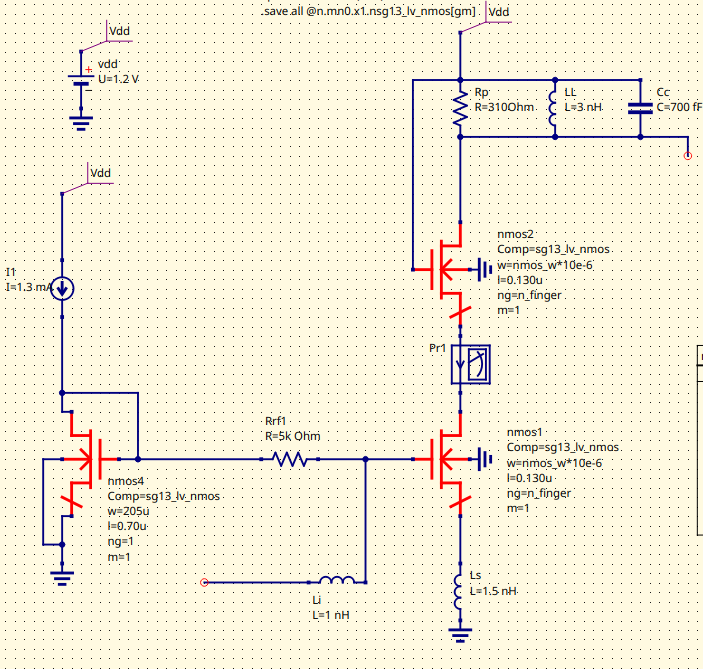 .save all @n.mn0.x1.nsg13_lv_nmos[gm]
Vdd
Vdd
vdd
U=1.2 V
Rp
R=310Ohm
LL
L=3 nH
Cc
C=700 fF
Vdd
I1
I=1.3 mA
nmos2
Comp=sg13_lv_nmos
w=nmos_w*10e-6
l=0.130u
ng=n_finger
m=1
Pr1
Rrf1
R=5k Ohm
nmos1
Comp=sg13_lv_nmos
w=nmos_w*10e-6
l=0.130u
ng=n_finger
m=1
nmos4
Comp=sg13_lv_nmos
w=205u
l=0.70u
ng=1
m=1
Ls
L=1.5 nH
Li
L=1 nH